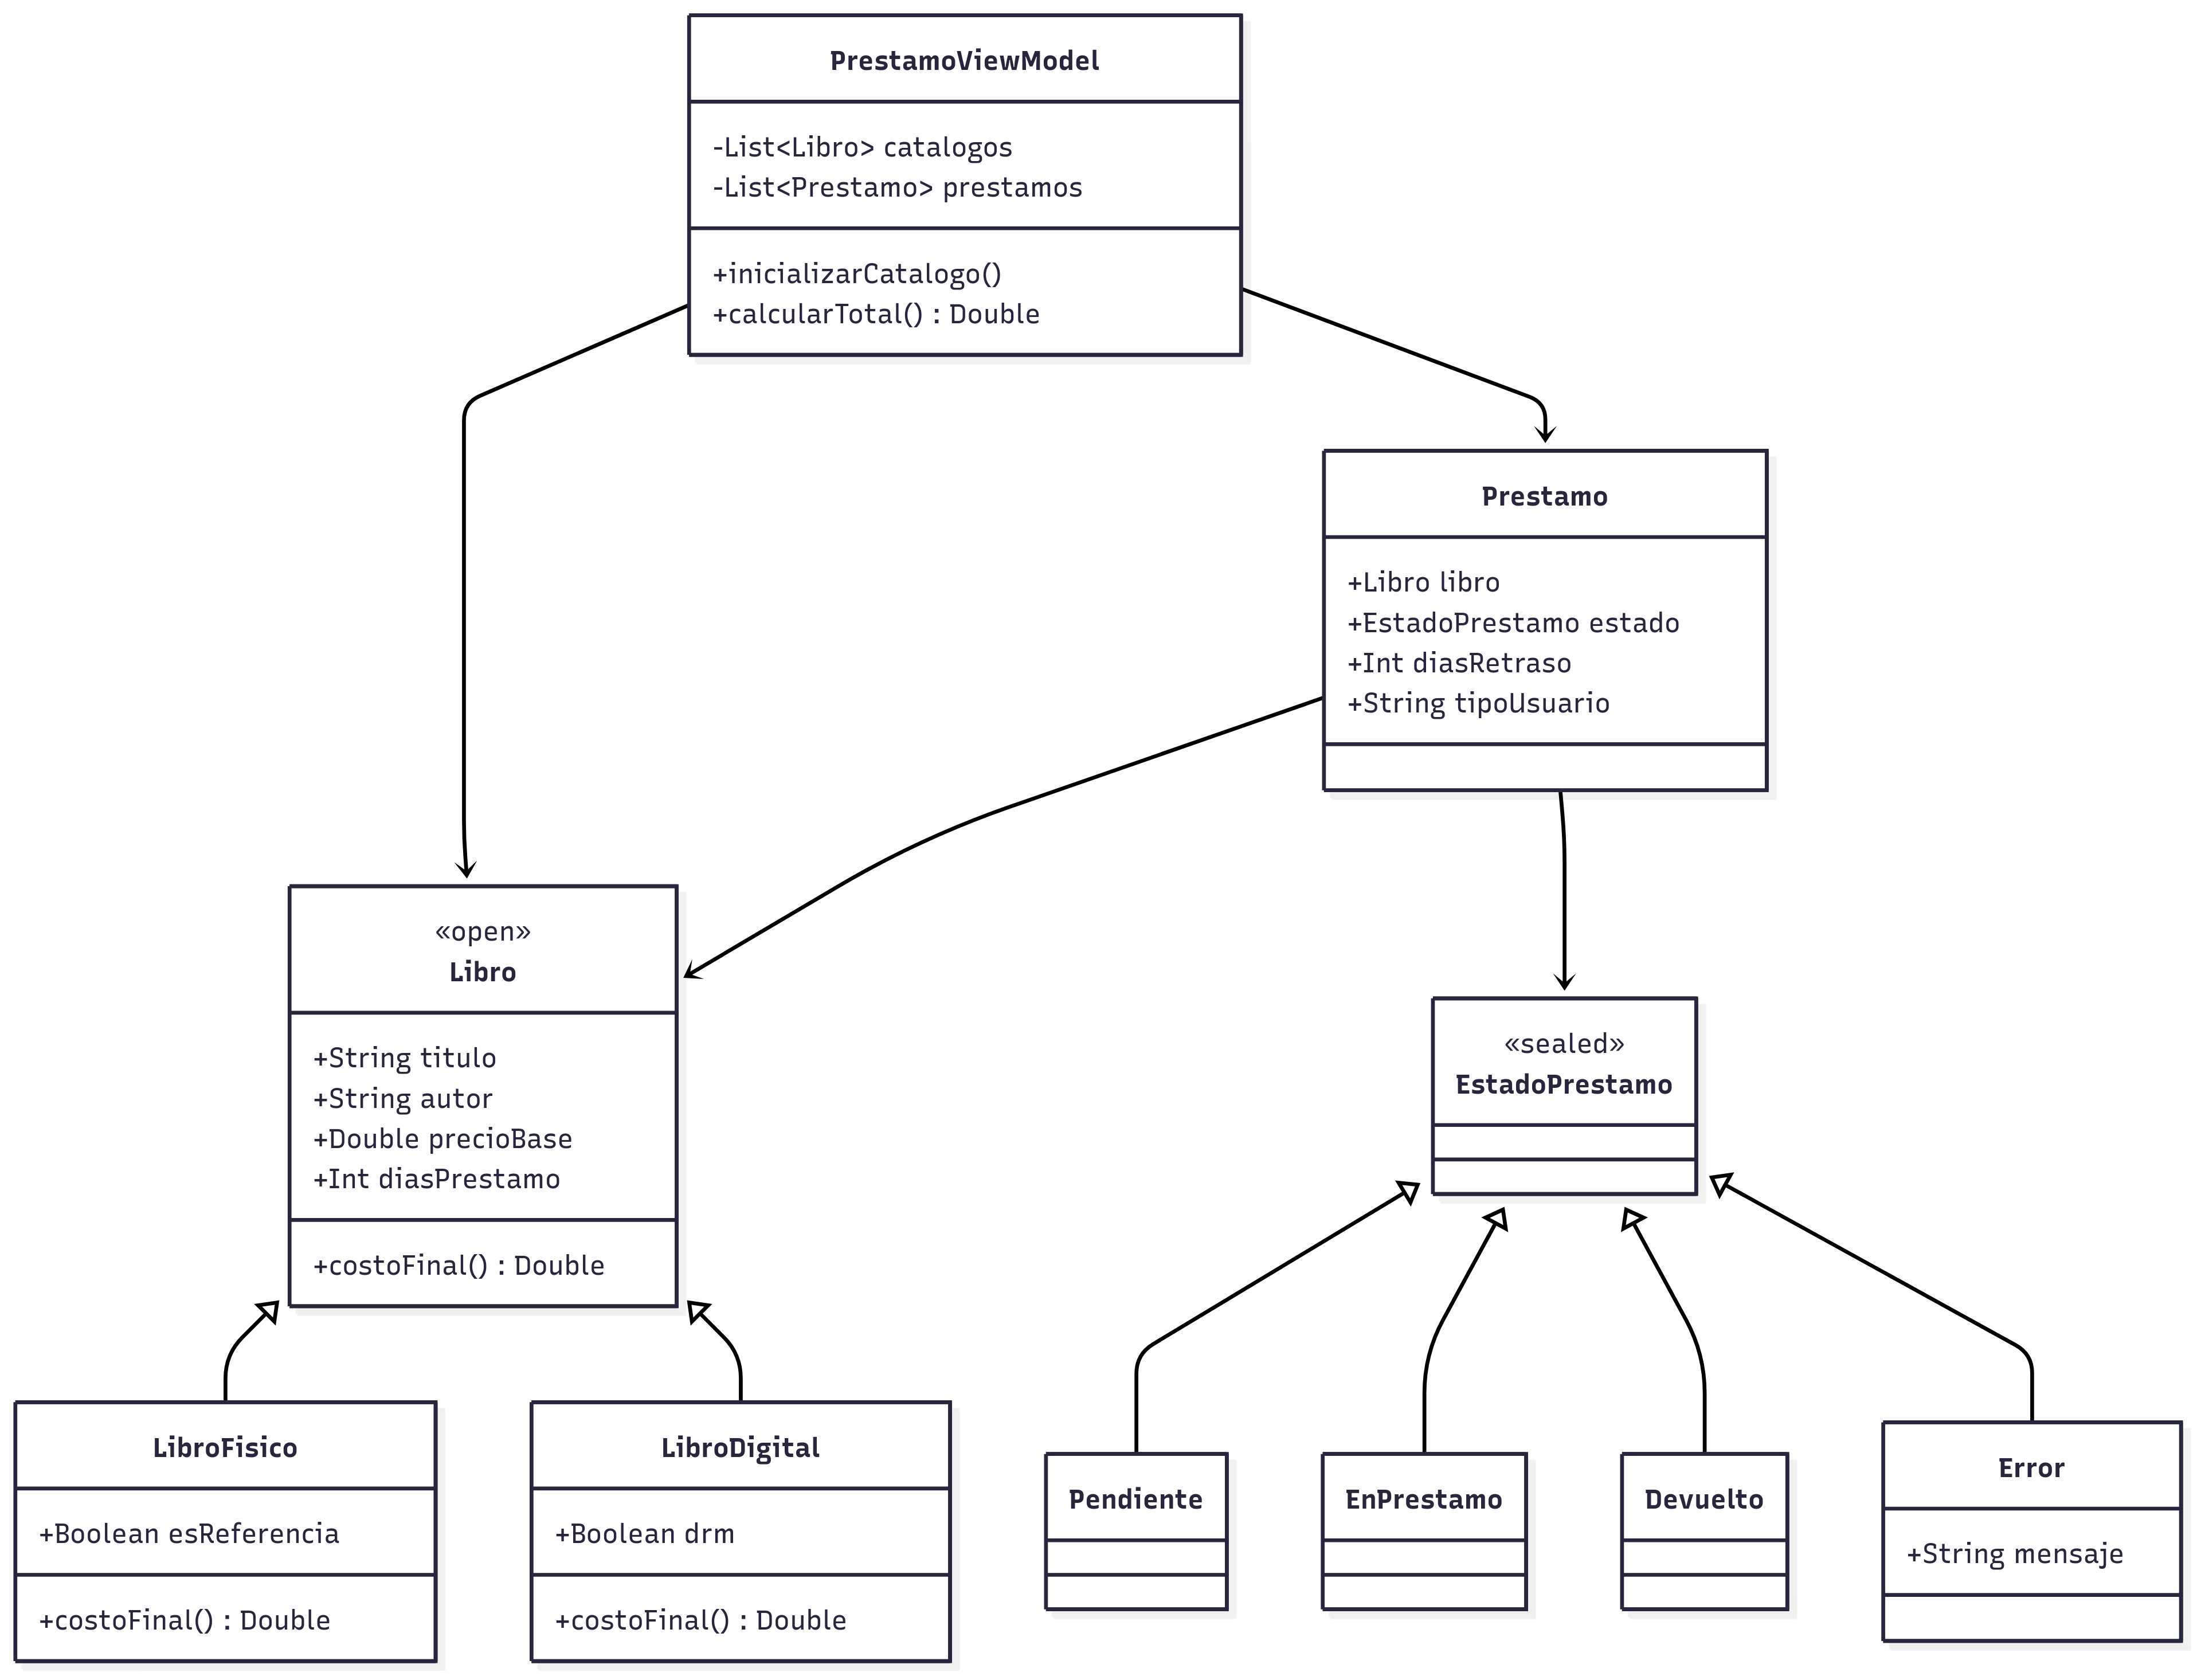 PrestamoViewModel
-List<Libro> catalogos
-List<Prestamo> prestamos
+inicializarCatalogo()
+calcularTotal() : Double
Prestamo
+Libro libro
+EstadoPrestamo estado
+Int diasRetraso
+String tipoUsuario
«open»
Libro
+String titulo
+String autor
+Double precioBase
+Int diasPrestamo
+costoFinal() : Double
«sealed»
EstadoPrestamo
LibroFisico
+Boolean esReferencia
+costoFinal() : Double
LibroDigital
+Boolean drm
+costoFinal() : Double
Pendiente
EnPrestamo
Devuelto
Error
+String mensaje